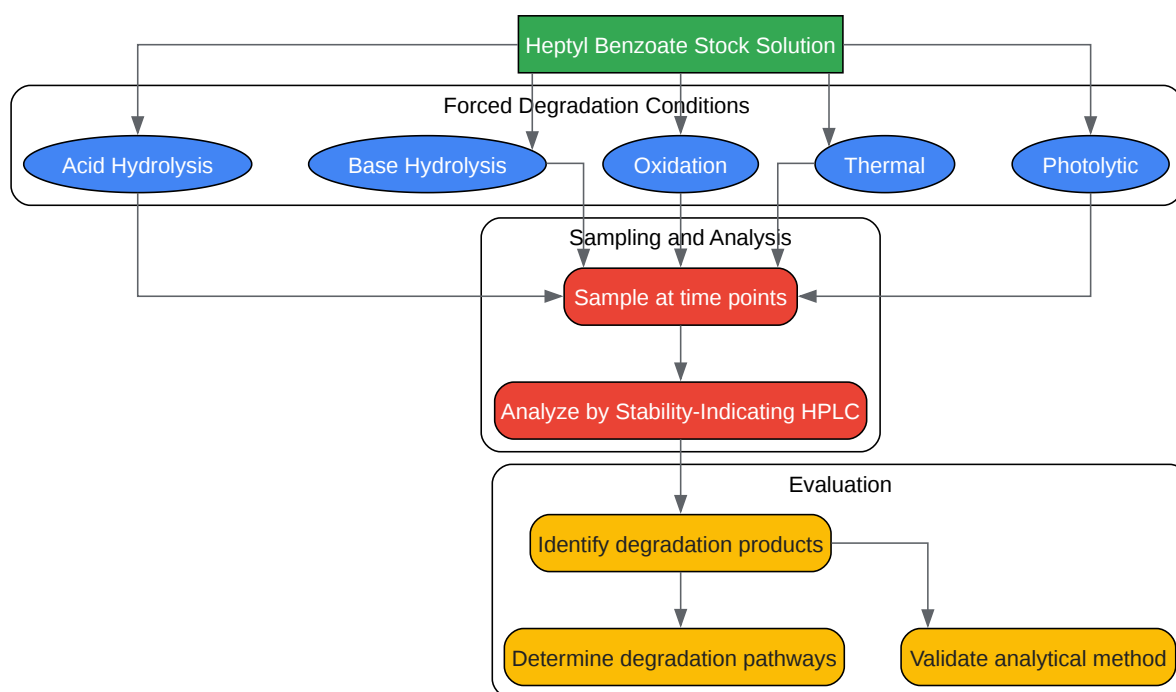 Heptyl Benzoate Stock Solution
Forced Degradation Conditions
Acid Hydrolysis
Base Hydrolysis
Oxidation
Thermal
Photolytic
Sampling and Analysis
Sample at time points
Analyze by Stability-Indicating HPLC
Evaluation
Identify degradation products
Determine degradation pathways
Validate analytical method